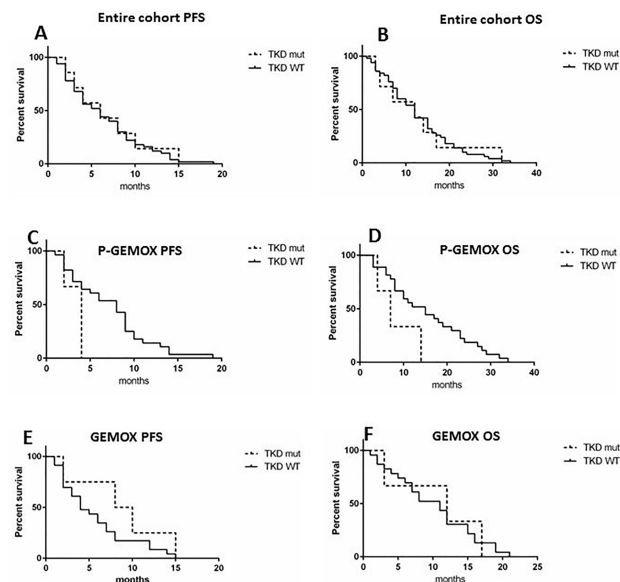 Entire cohort PFS
A
TKD mut
TKD WT
Percent survival
100
50
0
0 5 10 15 20
months
Entire cohort OS
B
TKD mut
TKD WT
Percent survival
100
50
0
0 10 20 30 40
months
C
P-GEMOX PFS
TKD mut
TKD WT
Percent survival
100
50
0
0 5 10 15 20
months
D
P-GEMOX OS
TKD mut
TKD WT
Percent survival
100
50
0
0 10 20 30 40
months
E
GEMOX PFS
TKD mut
TKD WT
Percent survival
100
50
0
0 5 10 15 20
months
F
GEMOX OS
TKD mut
TKD WT
Percent survival
100
50
0
0 5 10 15 20 25
months